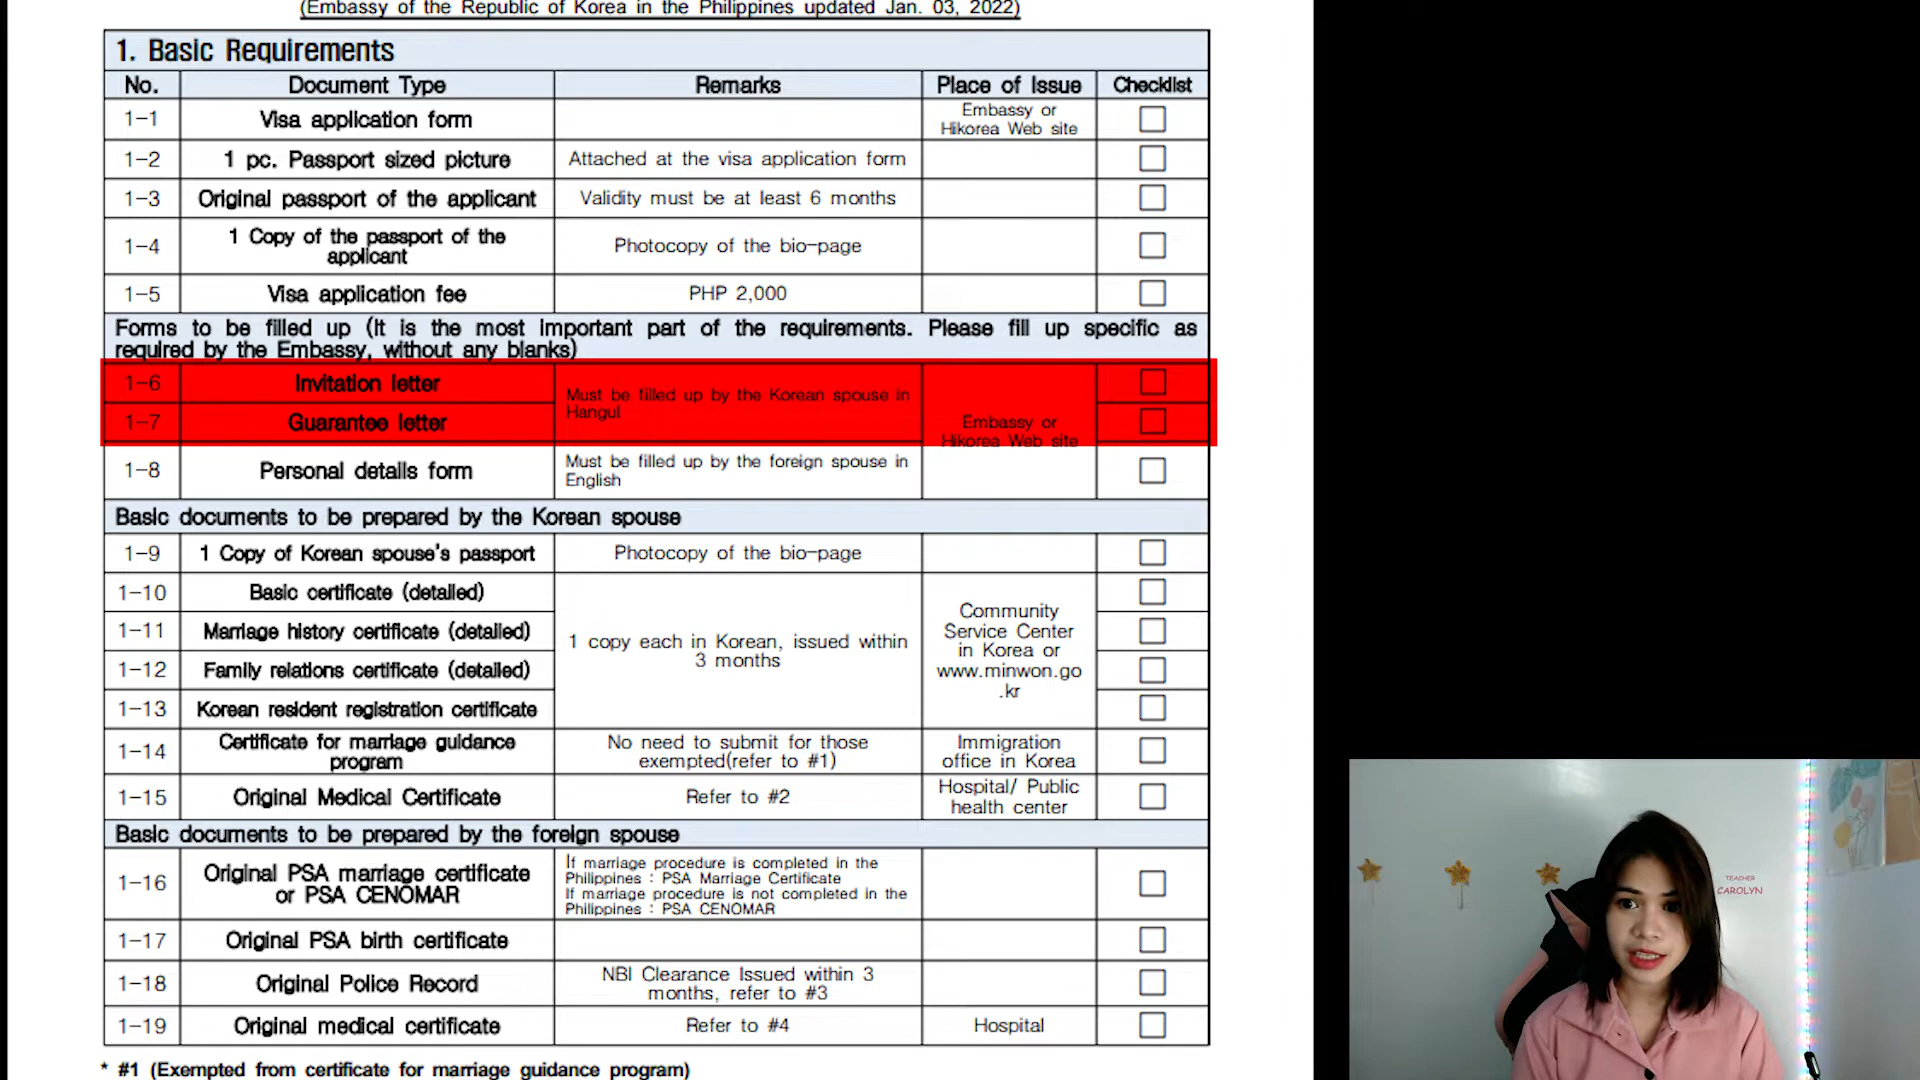 (Embassy of the Republic of Korea in the Philippines updated Jan. 03, 2022)
1. Basic Requirements
No. Document Type Remarks Place of Issue Checklist
1-1 Visa application form Embassy or
Hikorea Web site
1-2 1 pc. Passport sized picture Attached at the visa application form
1-3 Original passport of the applicant Validity must be at least 6 months
1-4 1 Copy of the passport of the
applicant Photocopy of the bio-page
1-5 Visa application fee PHP 2,000
Forms to be filled up (It is the most important part of the requirements. Please fill up specific as
required by the Embassy, without any blanks)
1-6 Invitation letter
Must be filled up by the Korean spouse in
Hangul
1-7 Guarantee letter
Embassy or
Hikorea Web site
1-8 Personal details form Must be filled up by the foreign spouse in
English
Basic documents to be prepared by the Korean spouse
1-9 1 Copy of Korean spouse's passport Photocopy of the bio-page
1-10 Basic certificate (detailed)
1-11 Marriage history certificate (detailed)
1-12 Family relations certificate (detailed)
1-13 Korean resident registration certificate
1 copy each in Korean, issued within
3 months
Community
Service Center
in Korea or
www.minwon.go
.kr
1-14 Certificate for marriage guidance
program No need to submit for those
exempted(refer to #1) Immigration
office in Korea
1-15 Original Medical Certificate Refer to #2 Hospital/ Public
health center
Basic documents to be prepared by the foreign spouse
1-16 Original PSA marriage certificate
or PSA CENOMAR
If marriage procedure is completed in the
Philippines : PSA Marriage Certificate
If marriage procedure is not completed in the
Philippines : PSA CENOMAR
1-17 Original PSA birth certificate
1-18 Original Police Record NBI Clearance Issued within 3
months, refer to #3
1-19 Original medical certificate Refer to #4 Hospital
* #1 (Exempted from certificate for marriage guidance program)
TEACHER
CAROLYN